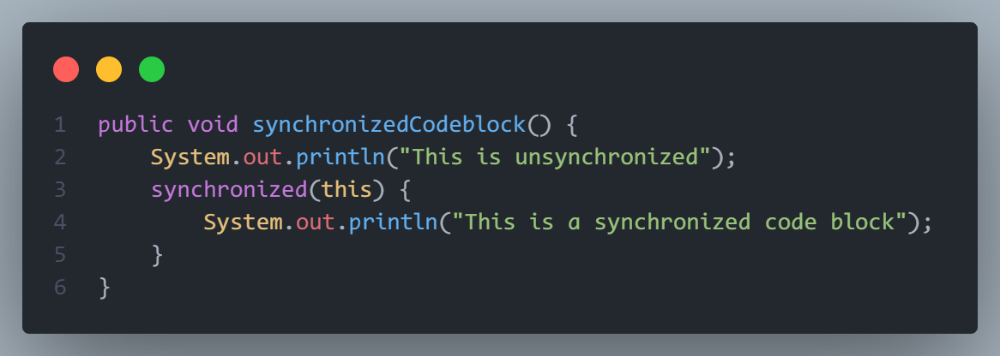 1 public void synchronizedCodeblock() {
2     System.out.println("This is unsynchronized");
3     synchronized(this) {
4         System.out.println("This is a synchronized code block");
5     }
6 }